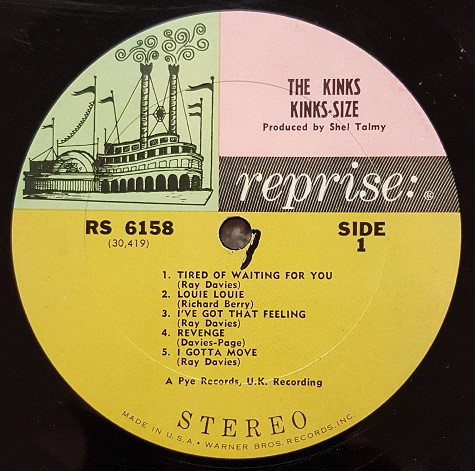 THE KINKS
KINKS-SIZE
Produced by Shel Talmy
reprise:
RS 6158
(30,419)
SIDE
1
1. TIRED OF WAITING FOR YOU
(Ray Davies)
2. LOUIE LOUIE
(Richard Berry)
3. I'VE GOT THAT FEELING
(Ray Davies)
4. REVENGE
(Davies-Page)
5. I GOTTA MOVE
(Ray Davies)
A Pye Records, U.K. Recording
STEREO
MADE IN U.S.A. • WARNER BROS. RECORDS, INC.